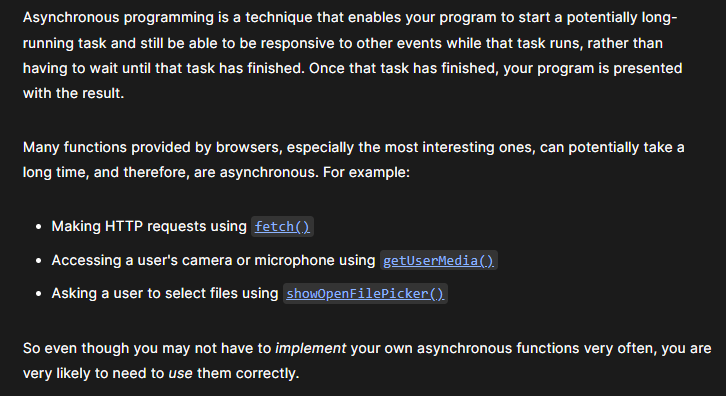 Asynchronous programming is a technique that enables your program to start a potentially long-
running task and still be able to be responsive to other events while that task runs, rather than
having to wait until that task has finished. Once that task has finished, your program is presented
with the result.
Many functions provided by browsers, especially the most interesting ones, can potentially take a
long time, and therefore, are asynchronous. For example:
• Making HTTP requests using fetch()
• Accessing a user's camera or microphone using getUserMedia()
• Asking a user to select files using showOpenFilePicker()
So even though you may not have to implement your own asynchronous functions very often, you are
very likely to need to use them correctly.